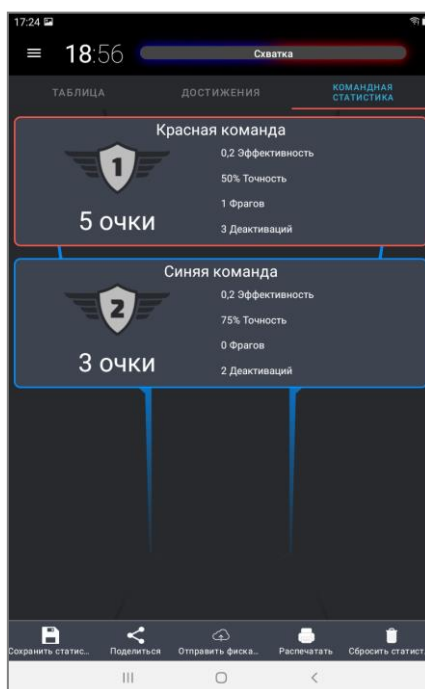 17:24
18:56
Схватка
ТАБЛИЦА
ДОСТИЖЕНИЯ
КОМАНДНАЯ
СТАТИСТИКА
Красная команда
1
5 очки
0,2 Эффективность
50% Точность
1 Фрагов
3 Деактиваций
Синяя команда
2
3 очки
0,2 Эффективность
75% Точность
0 Фрагов
2 Деактиваций
Сохранить статис...
Поделиться
Отправить фиска...
Распечатать
Сбросить статист.